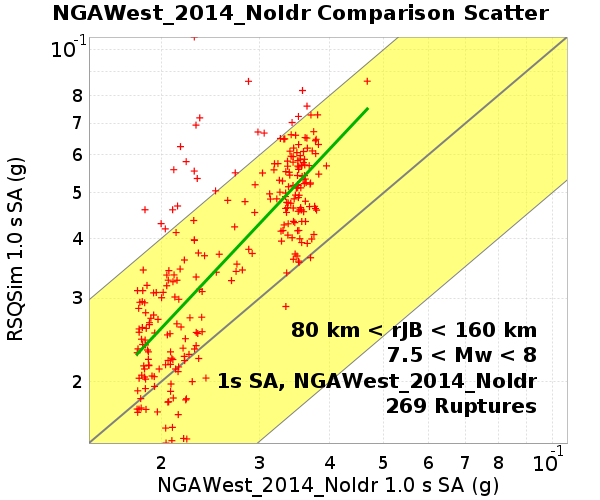 NGAWest_2014_NoIdr Comparison Scatter
10-1
8
7
6
5
4
3
2
RSQSim 1.0 s SA (g)
80 km < rJB < 160 km
7.5 < Mw < 8
1s SA, NGAWest_2014_NoIdr
269 Ruptures
2 3 4 5 6 7 8 10-1
NGAWest_2014_NoIdr 1.0 s SA (g)